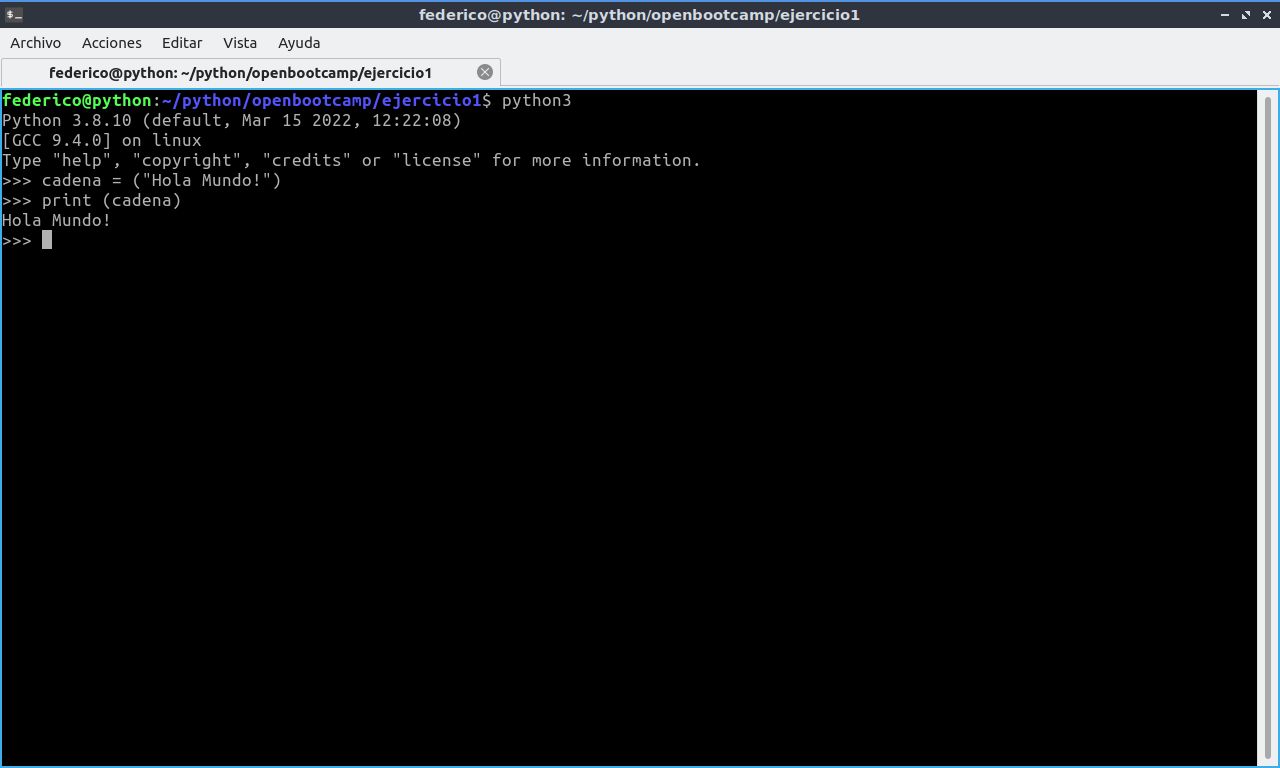 federico@python: ~/python/openbootcamp/ejercicio1
Archivo Acciones Editar Vista Ayuda
federico@python: ~/python/openbootcamp/ejercicio1
federico@python:~/python/openbootcamp/ejercicio1$ python3
Python 3.8.10 (default, Mar 15 2022, 12:22:08)
[GCC 9.4.0] on linux
Type "help", "copyright", "credits" or "license" for more information.
>>> cadena = ("Hola Mundo!")
>>> print (cadena)
Hola Mundo!
>>>